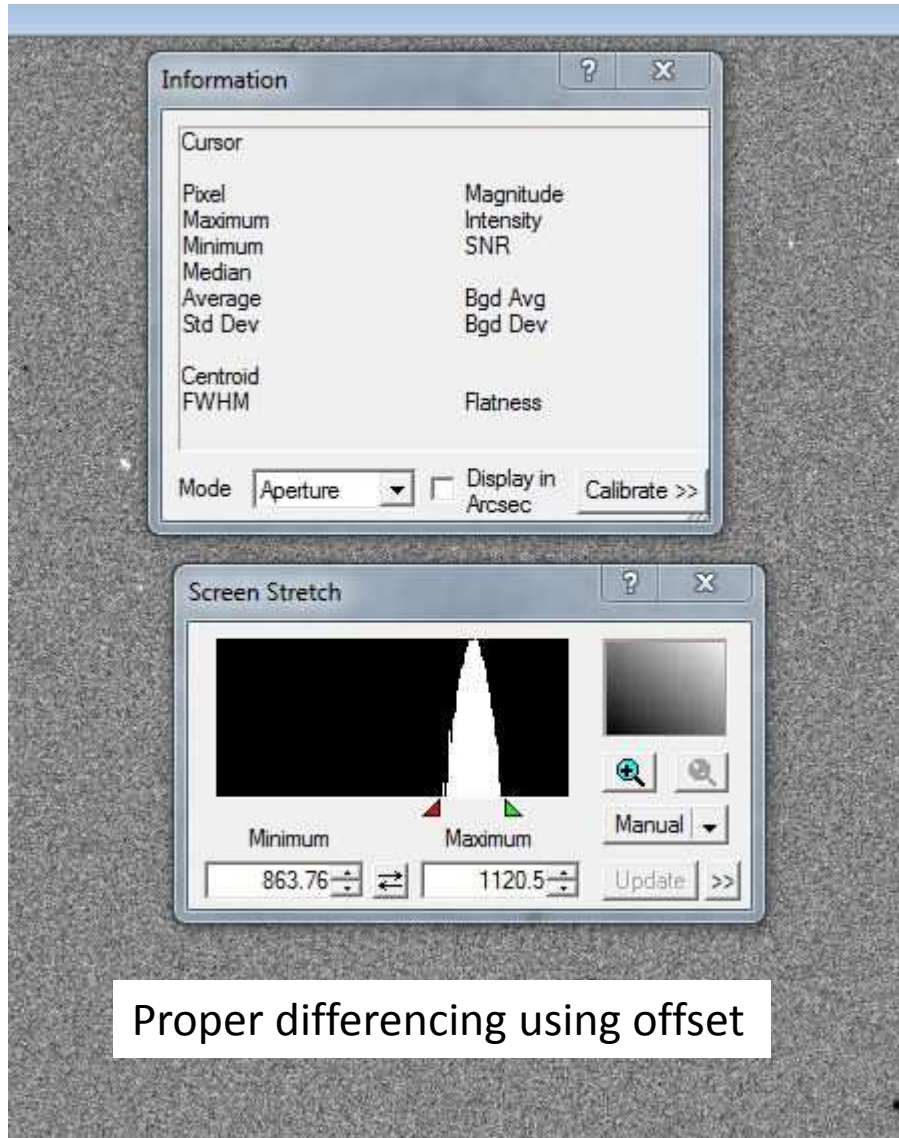 Information
Cursor
Pixel Magnitude
Maximum Intensity
Minimum SNR
Median
Average Bgd Avg
Std Dev Bgd Dev
Centroid
FWHM Flatness
Mode Aperture Display in Arcsec Calibrate >>
Screen Stretch
Minimum Maximum Manual
863.76 1120.5 Update >>
Proper differencing using offset